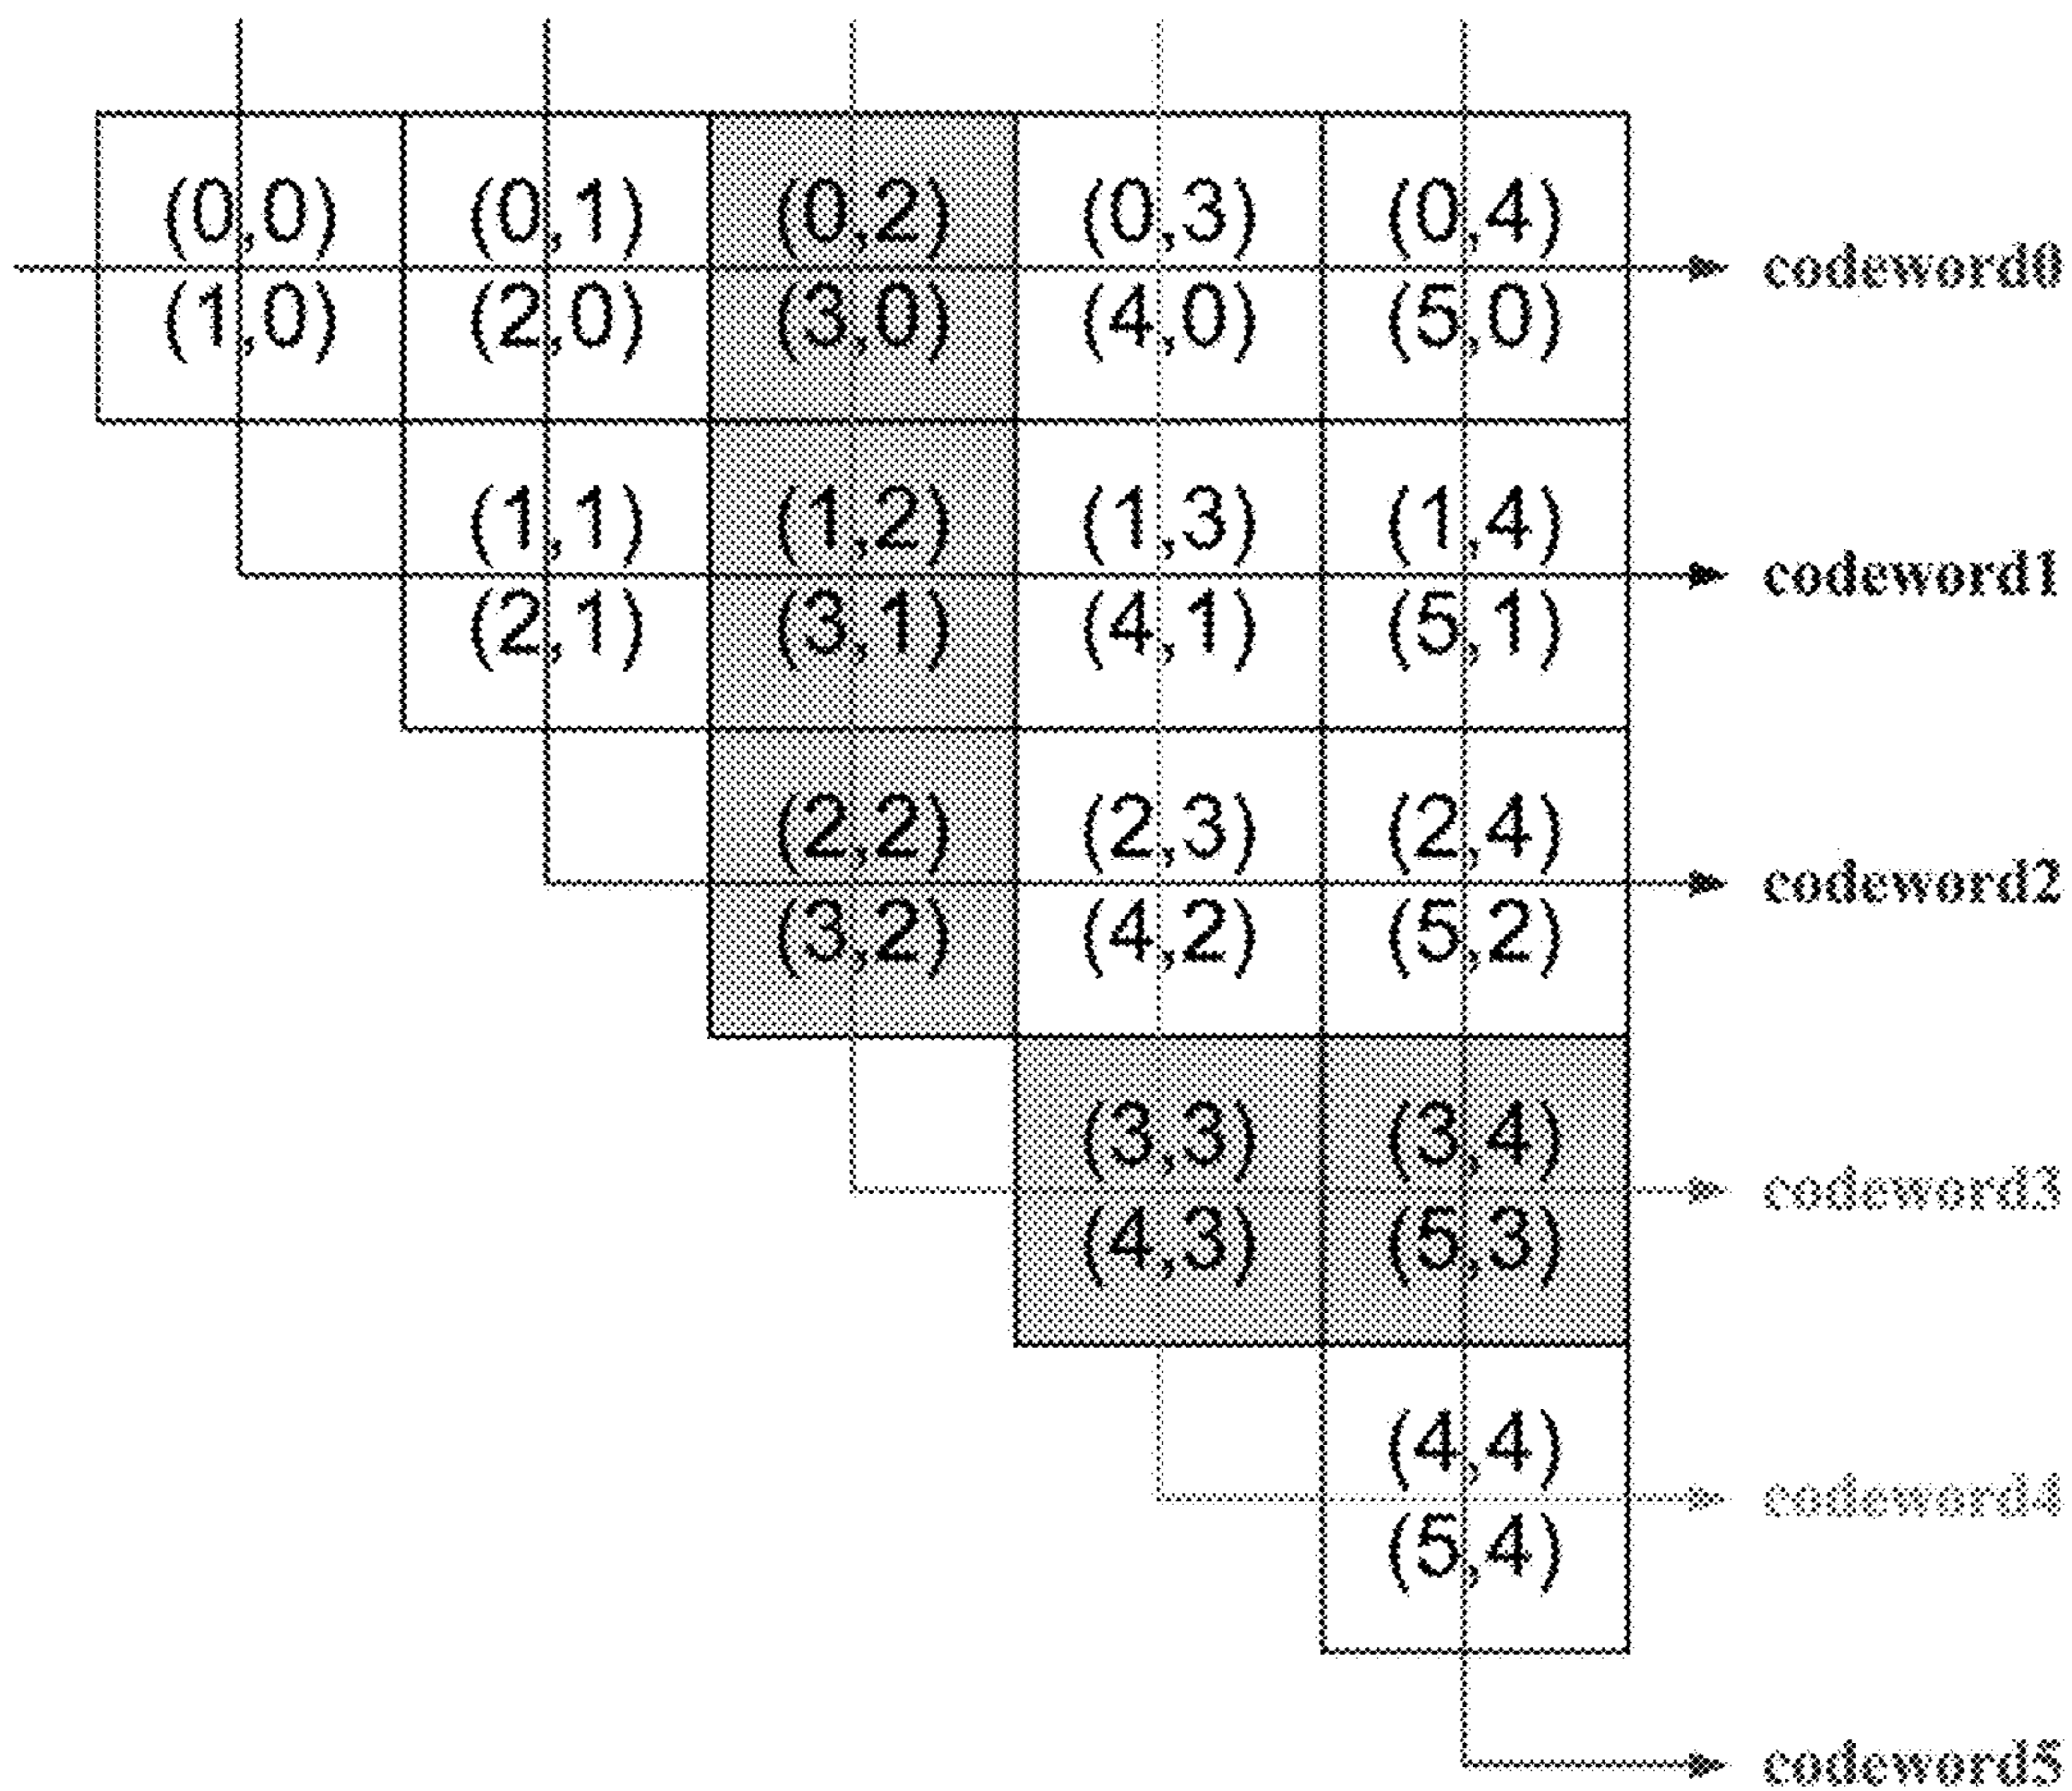 (0,0) (0,1) (0,2) (0,3) (0,4) codeword0
(1,0) (2,0) (3,0) (4,0) (5,0)
(1,1) (1,2) (1,3) (1,4) codeword1
(2,1) (3,1) (4,1) (5,1)
(2,2) (2,3) (2,4) codeword2
(3,2) (4,2) (5,2)
(3,3) (3,4) codeword3
(4,3) (5,3)
(4,4) codeword4
(5,4)
codeword5